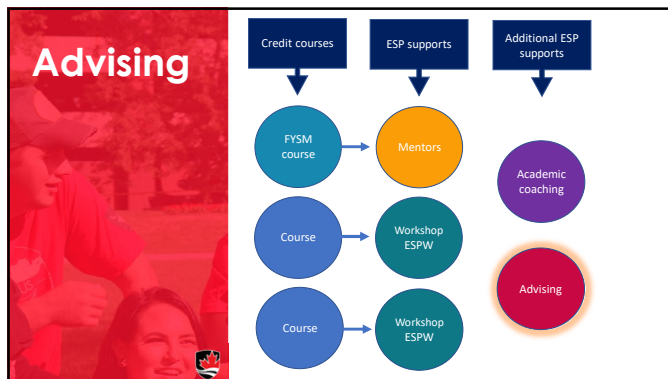 Advising
Credit courses
ESP supports
Additional ESP
supports
FYSM
course
Mentors
Academic
coaching
Course
Workshop
ESPW
Advising
Course
Workshop
ESPW